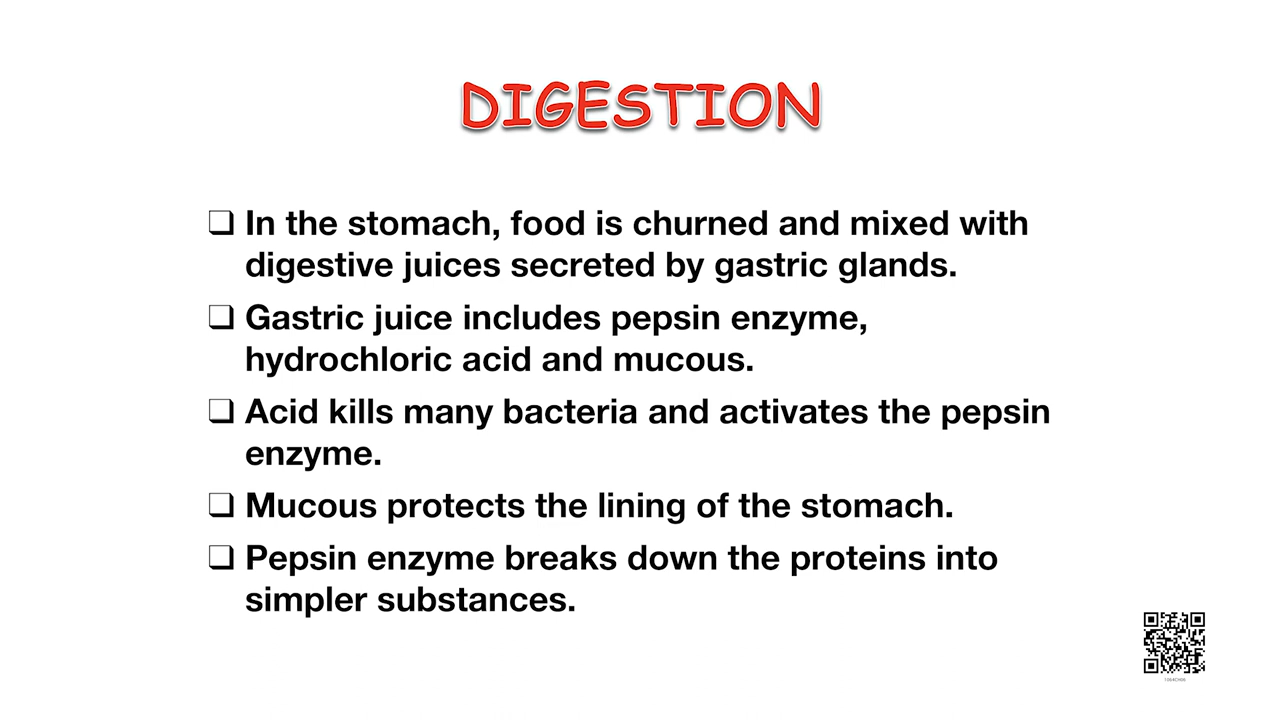 DIGESTION
❑ In the stomach, food is churned and mixed with
digestive juices secreted by gastric glands.
❑ Gastric juice includes pepsin enzyme,
hydrochloric acid and mucous.
❑ Acid kills many bacteria and activates the pepsin
enzyme.
❑ Mucous protects the lining of the stomach.
❑ Pepsin enzyme breaks down the proteins into
simpler substances.